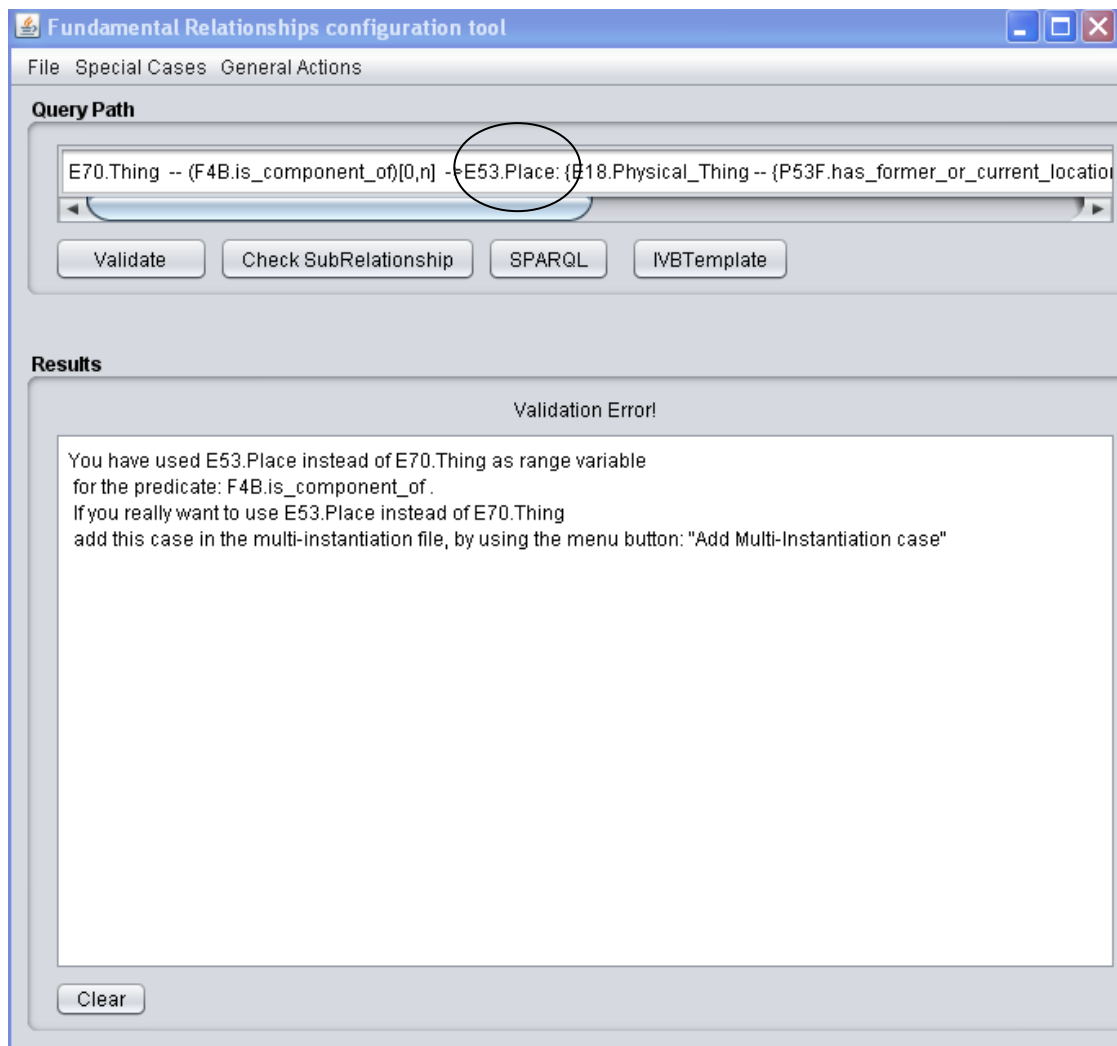 Fundamental Relationships configuration tool
File Special Cases General Actions
Query Path
E70.Thing -- (F4B.is_component_of)[0,n] ->E53.Place: {E18.Physical_Thing -- {P53F.has_former_or_current_location
Validate Check SubRelationship SPARQL IVBTemplate
Results
Validation Error!
You have used E53.Place instead of E70.Thing as range variable
for the predicate: F4B.is_component_of .
If you really want to use E53.Place instead of E70.Thing
add this case in the multi-instantiation file, by using the menu button: "Add Multi-Instantiation case"
Clear